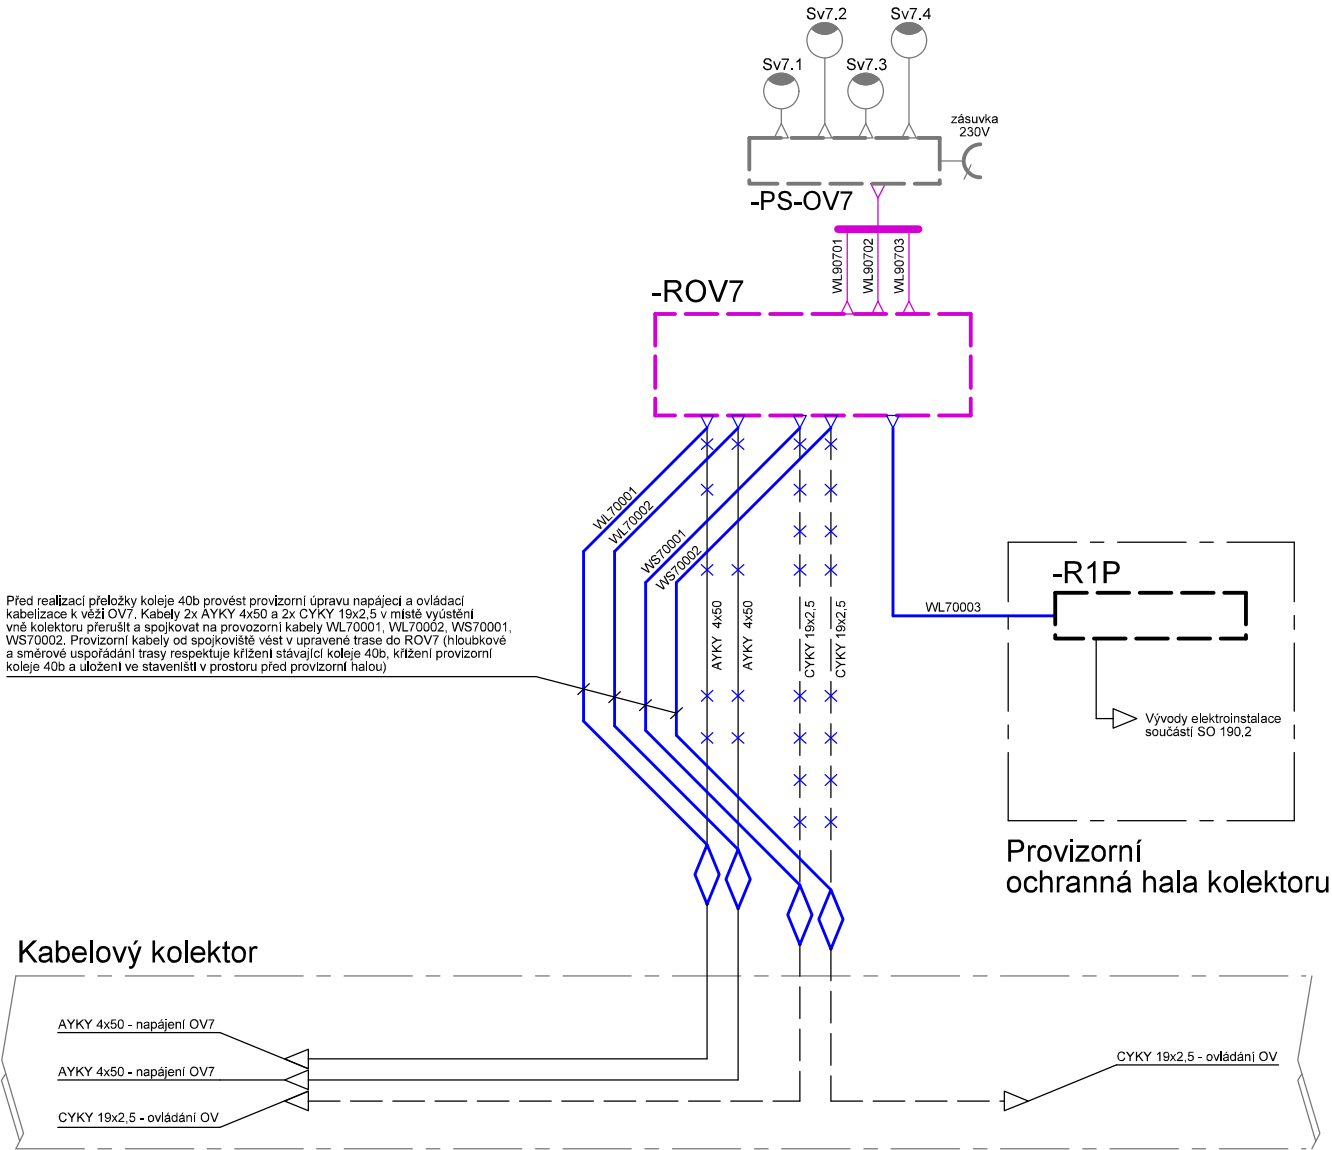 Sv7.2
Sv7.4
Sv7.1
Sv7.3
zásuvka
230V
-PS-OV7
WL90701
WL90702
WL90703
-ROV7
WL70001
WL70002
WS70001
WS70002
-R1P
WL70003
Před realizací přeložky koleje 40b provést provizorní úpravu napájecí a ovládací
kabelizace k věži OV7. Kabely 2x AYKY 4x50 a 2x CYKY 19x2,5 v místě vyústění
vně kolektoru přerušit a spojkovat na provozorní kabely WL70001, WL70002, WS70001,
WS70002. Provizorní kabely od spojkoviště vést v upravené trase do ROV7 (hloubkové
a směrové uspořádání trasy respektuje křížení stávající koleje 40b, křížení provizorní
koleje 40b a uložení ve staveništi v prostoru před provizorní halou)
AYKY 4x50
AYKY 4x50
CYKY 19x2,5
CYKY 19x2,5
Vývody elektroinstalace
součástí SO 190.2
Provizorní
ochranná hala kolektoru
Kabelový kolektor
AYKY 4x50 - napájení OV7
AYKY 4x50 - napájení OV7
CYKY 19x2,5 - ovládání OV
CYKY 19x2,5 - ovládání OV